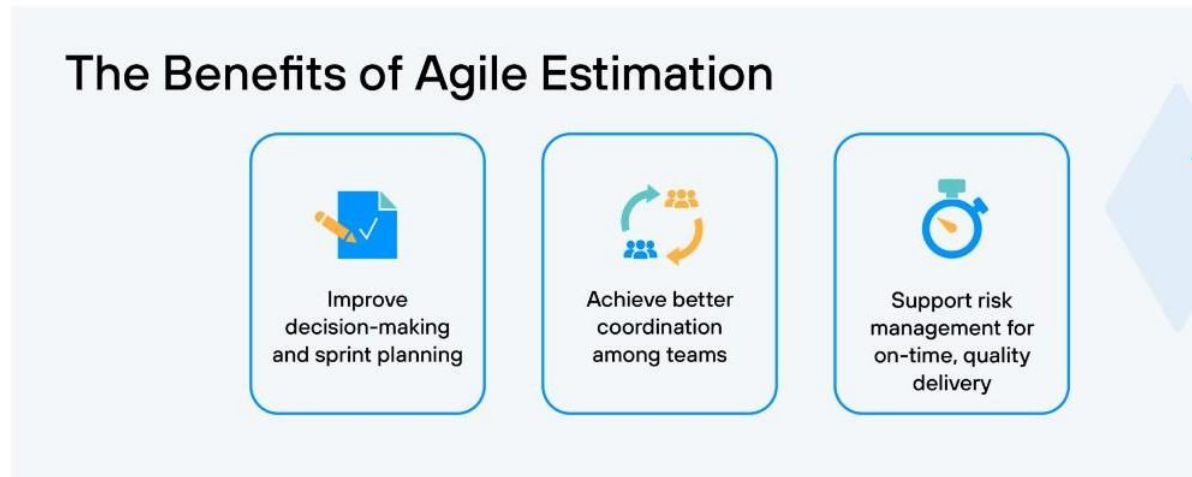 The Benefits of Agile Estimation
Improve
decision-making
and sprint planning
Achieve better
coordination
among teams
Support risk
management for
on-time, quality
delivery